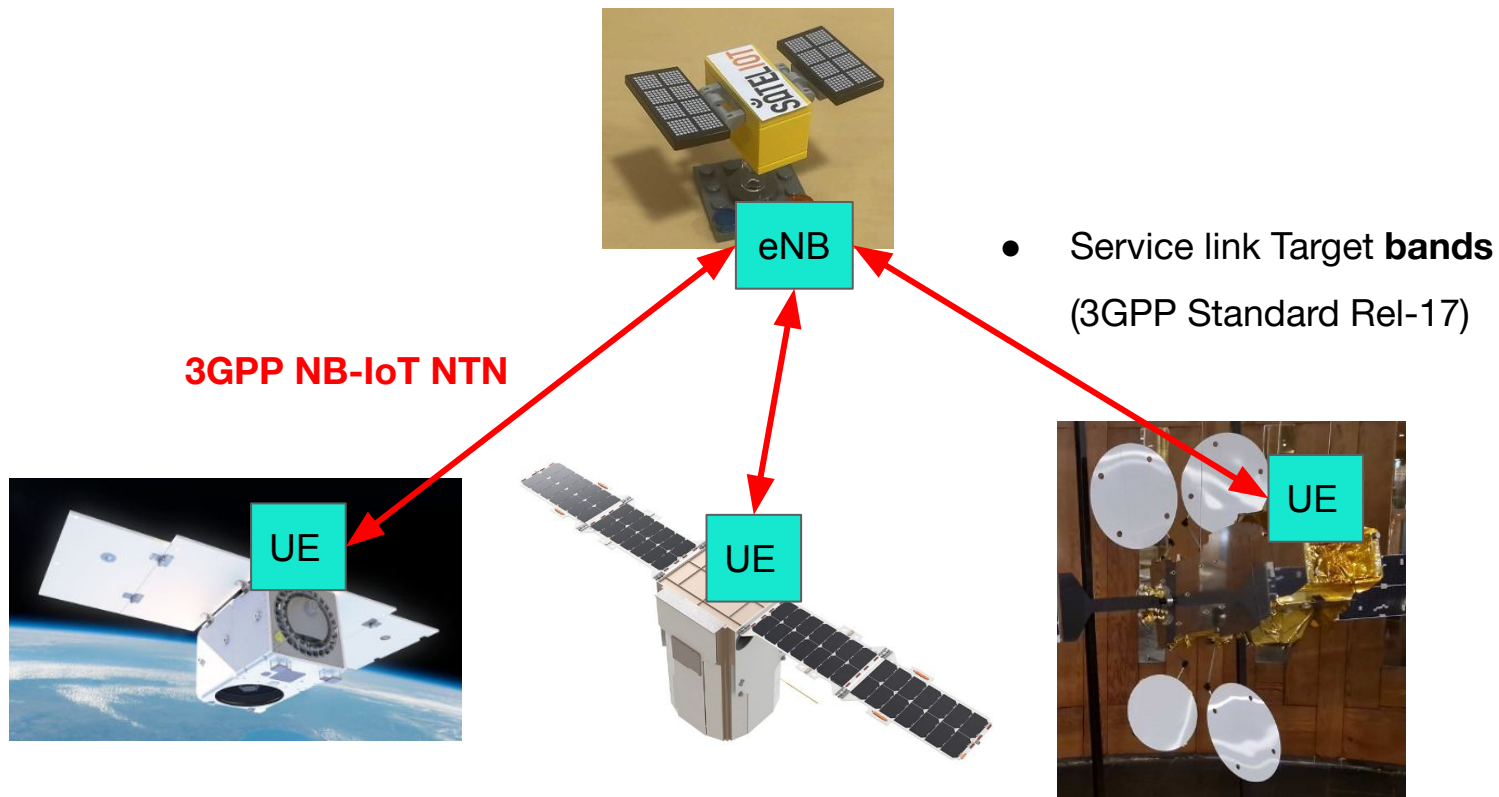 SATELIOT
eNB
● Service link Target bands
(3GPP Standard Rel-17)
3GPP NB-IoT NTN
UE
UE
UE